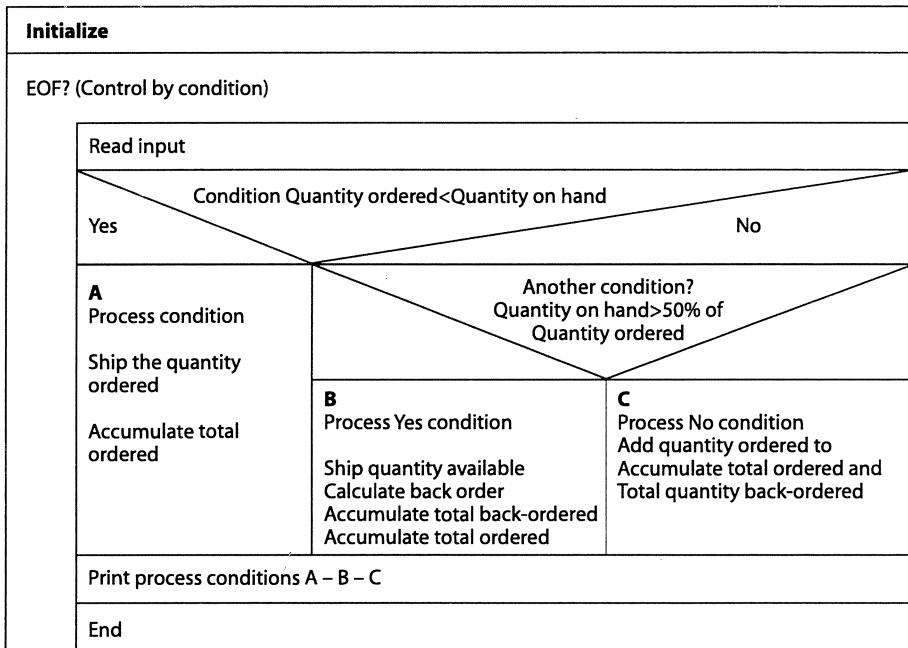 Initialize
EOF? (Control by condition)
Read input
Condition Quantity ordered<Quantity on hand
Yes
No
Another condition?
Quantity on hand>50% of
Quantity ordered
A
Process condition
Ship the quantity
ordered
Accumulate total
ordered
B
Process Yes condition
Ship quantity available
Calculate back order
Accumulate total back-ordered
Accumulate total ordered
C
Process No condition
Add quantity ordered to
Accumulate total ordered and
Total quantity back-ordered
Print process conditions A – B – C
End